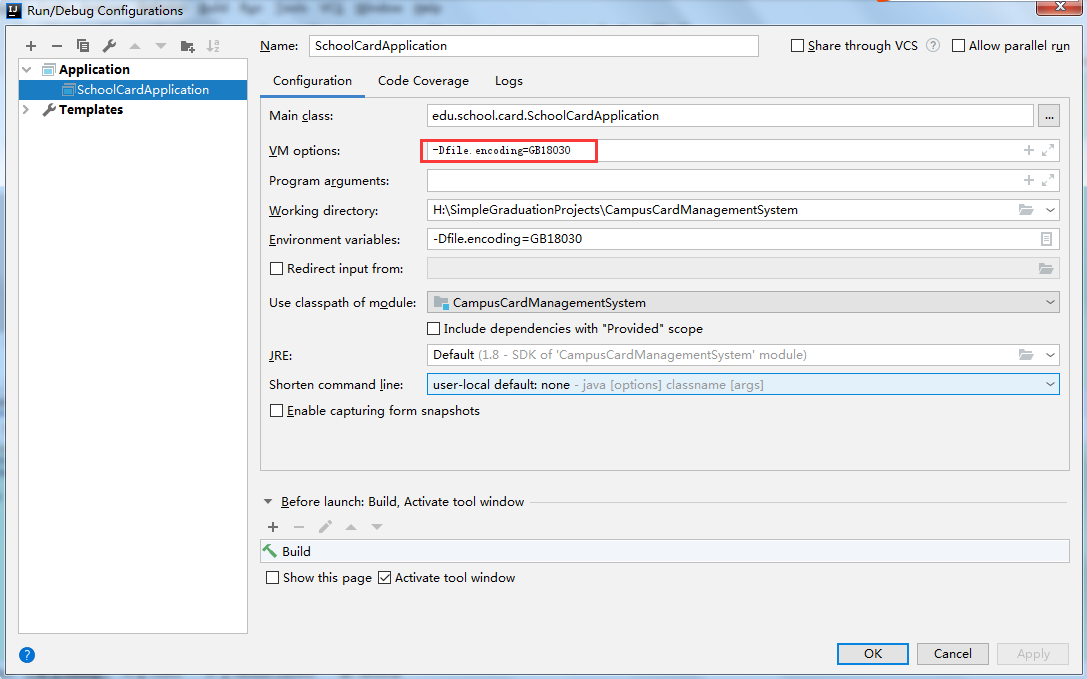 Run/Debug Configurations
Name: SchoolCardApplication
Share through VCS ?
Allow parallel run
Application
SchoolCardApplication
Templates
Configuration Code Coverage Logs
Main class: edu.school.card.SchoolCardApplication ...
VM options: -Dfile.encoding=GB18030
Program arguments:
Working directory: H:\SimpleGraduationProjects\CampusCardManagementSystem
Environment variables: -Dfile.encoding=GB18030
Redirect input from:
Use classpath of module: CampusCardManagementSystem
Include dependencies with "Provided" scope
JRE: Default (1.8 - SDK of 'CampusCardManagementSystem' module)
Shorten command line: user-local default: none - java [options] classname [args]
Enable capturing form snapshots
Before launch: Build, Activate tool window
Build
Show this page Activate tool window
? OK Cancel Apply